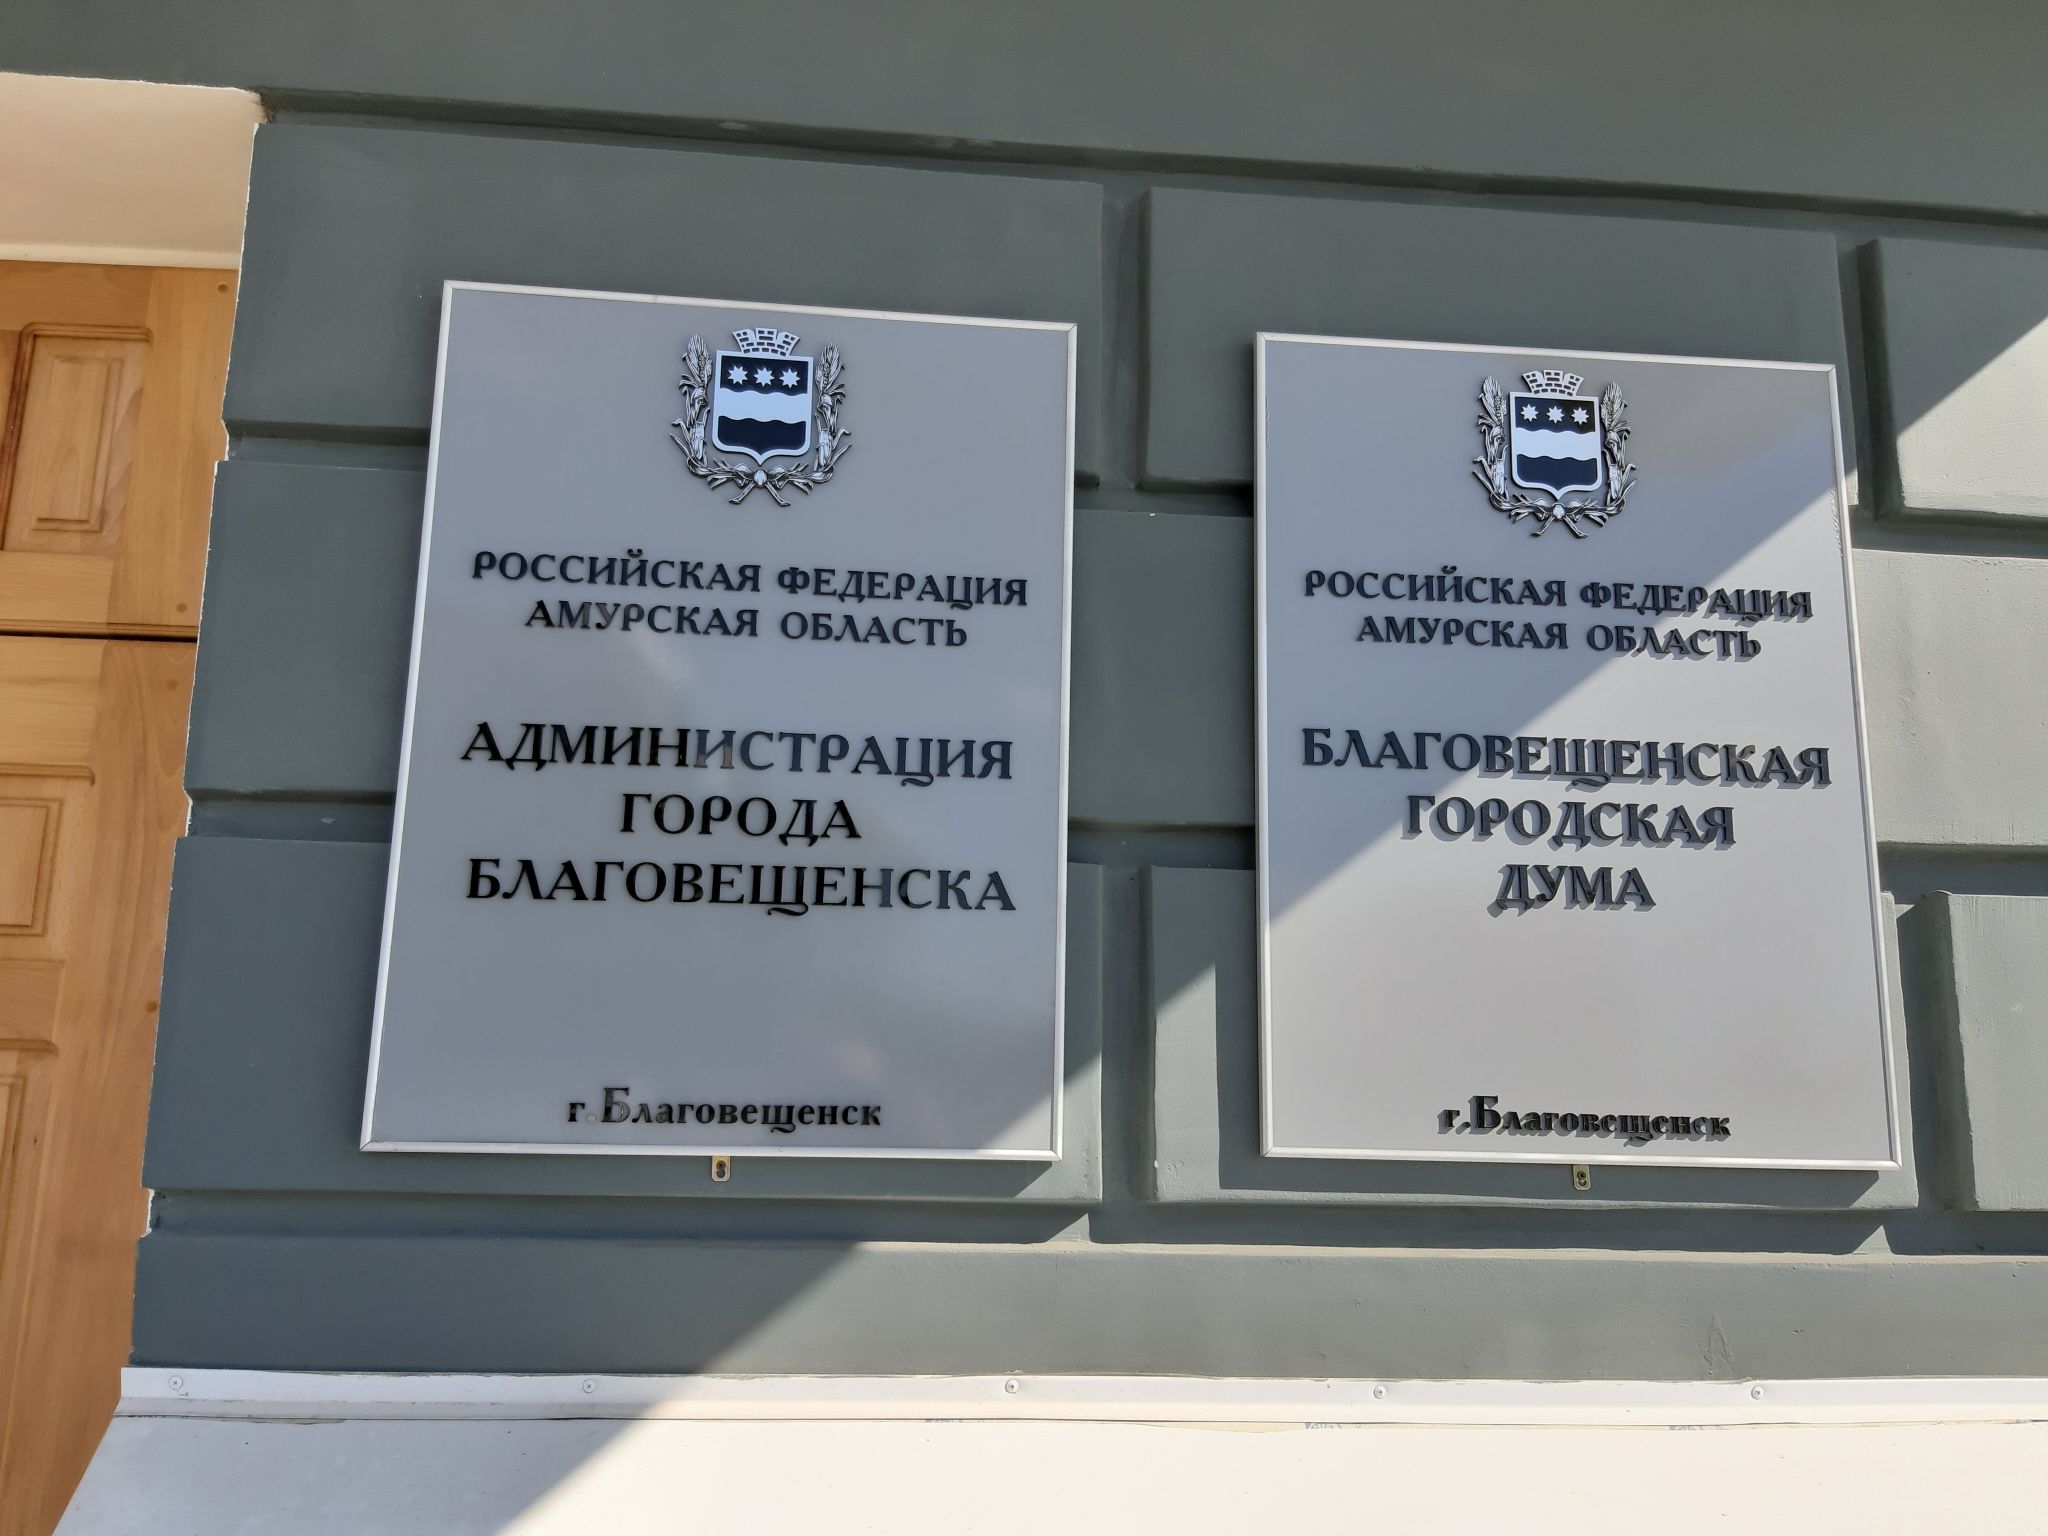 РОССИЙСКАЯ ФЕДЕРАЦИЯ
АМУРСКАЯ ОБЛАСТЬ
АДМИНИСТРАЦИЯ
ГОРОДА
БЛАГОВЕЩЕНСКА
г.Благовещенск
РОССИЙСКАЯ ФЕДЕРАЦИЯ
АМУРСКАЯ ОБЛАСТЬ
БЛАГОВЕЩЕНСКАЯ
ГОРОДСКАЯ
ДУМА
г.Благовещенск